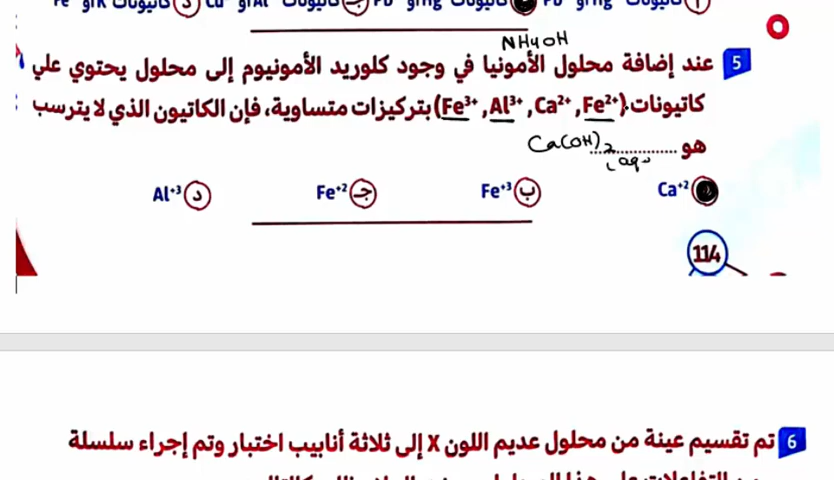 NH4OH
5 عند إضافة محلول الأمونيا في وجود كلوريد الأمونيوم إلى محلول يحتوي علي
كاتيونات (Fe³⁺ ,Al³⁺ ,Ca²⁺ ,Fe²⁺) بتركيزات متساوية، فإن الكاتيون الذي لا يترسب
هو .................. Ca(OH)2 (aq)
Ca⁺² ب Fe⁺³ جـ Fe⁺² د Al⁺³
114
6 تم تقسيم عينة من محلول عديم اللون X إلى ثلاثة أنابيب اختبار وتم إجراء سلسلة